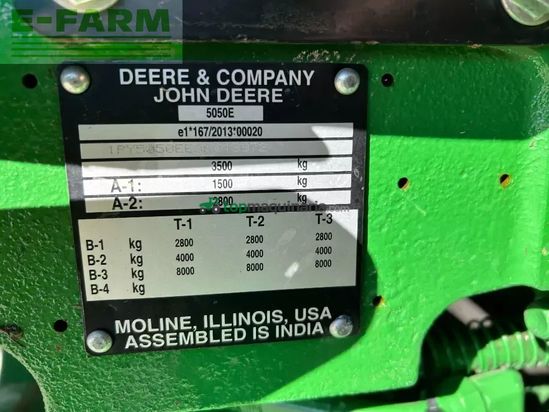 E-FARM
DEERE & COMPANY
JOHN DEERE
5050E
e1*167/2013*00020
3500 kg
A-1: 1500 kg
A-2: 2800 kg
topmaquinaria
T-1 T-2 T-3
B-1 kg 2800 2800 2800
B-2 kg 4000 4000 4000
B-3 kg 8000 8000 8000
B-4 kg
MOLINE, ILLINOIS, USA
ASSEMBLED IS INDIA